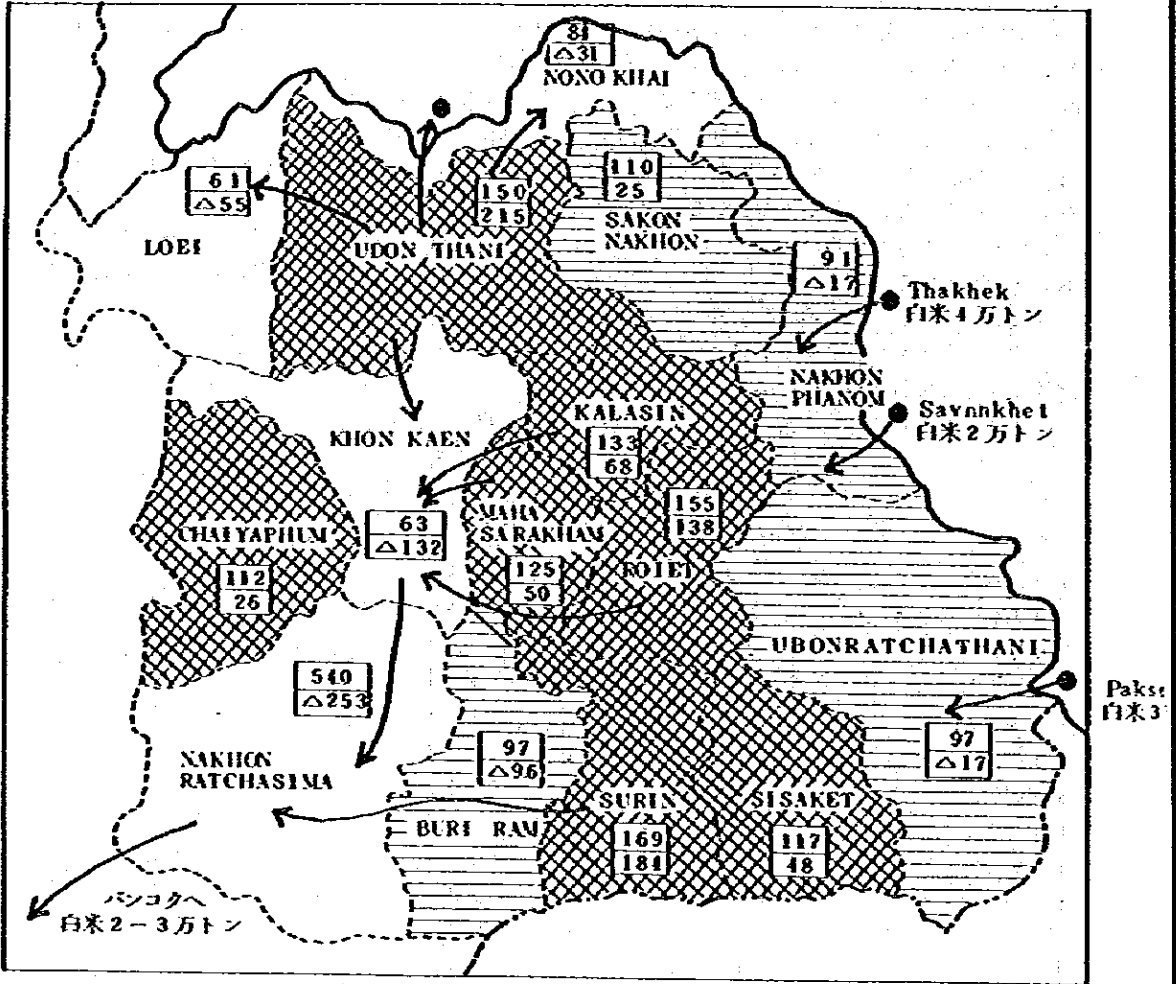 81
△31
NONO KHAI
61
△55
LOEI
150
215
UDON THANI
110
25
SAKON
NAKHON
91
△17
Thakhek
白米4万トン
NAKHON
PHANOM
Savnnkhet
白米2万トン
KHON KAEN
KALASIN
133
68
155
138
ROIET
63
△132
MAHA
SARAKHAM
125
50
CHAIYAPHUM
112
26
UBONRATCHATHANI
Pakse
白米3
97
△17
540
△253
NAKHON
RATCHASIMA
97
△96
BURI RAM
SURIN
169
184
SISAKET
117
48
バンコクへ
白米2-3万トン